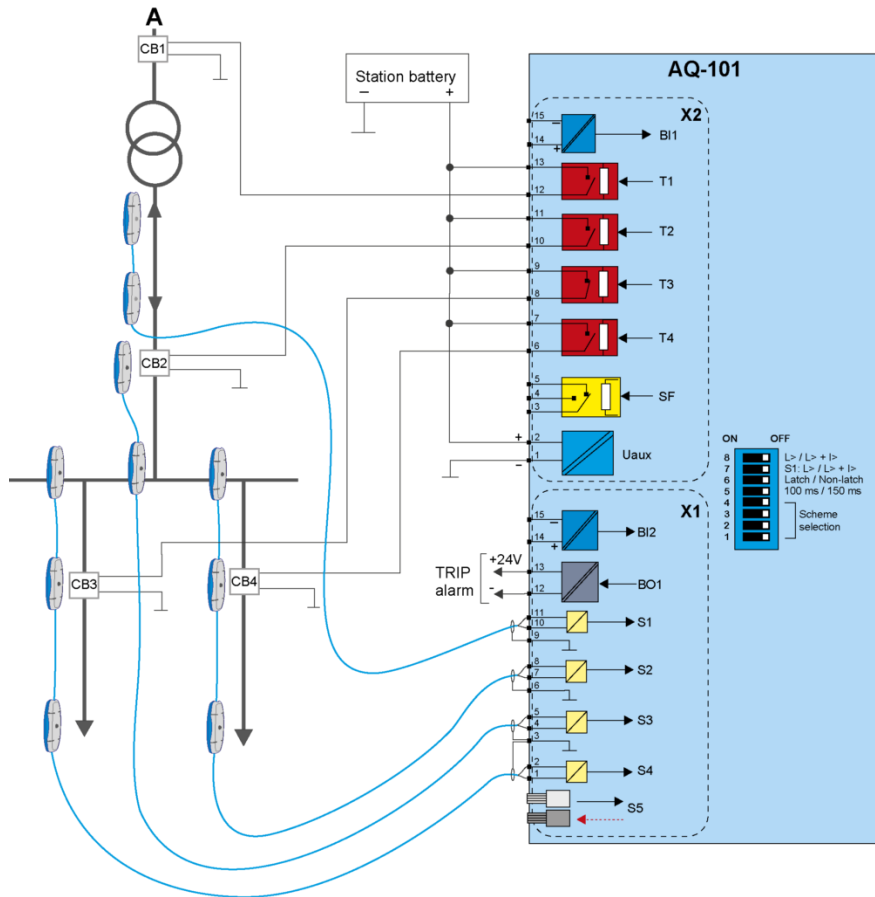 A
CB1
Station battery
− +
AQ-101
X2
15
−
BI1
14
+
13
T1
12
11
T2
10
9
T3
8
7
T4
6
5
4
SF
3
+
2
Uaux
1
−
CB2
CB3
CB4
ON OFF
8 L> / L> + I>
7 S1: L> / L> + I>
6 Latch / Non-latch
5 100 ms / 150 ms
4
3 Scheme
2 selection
1
X1
15
−
BI2
14
+
TRIP
alarm
+24V
-
13
BO1
12
11
S1
10
9
8
S2
7
6
5
S3
4
3
2
S4
1
S5